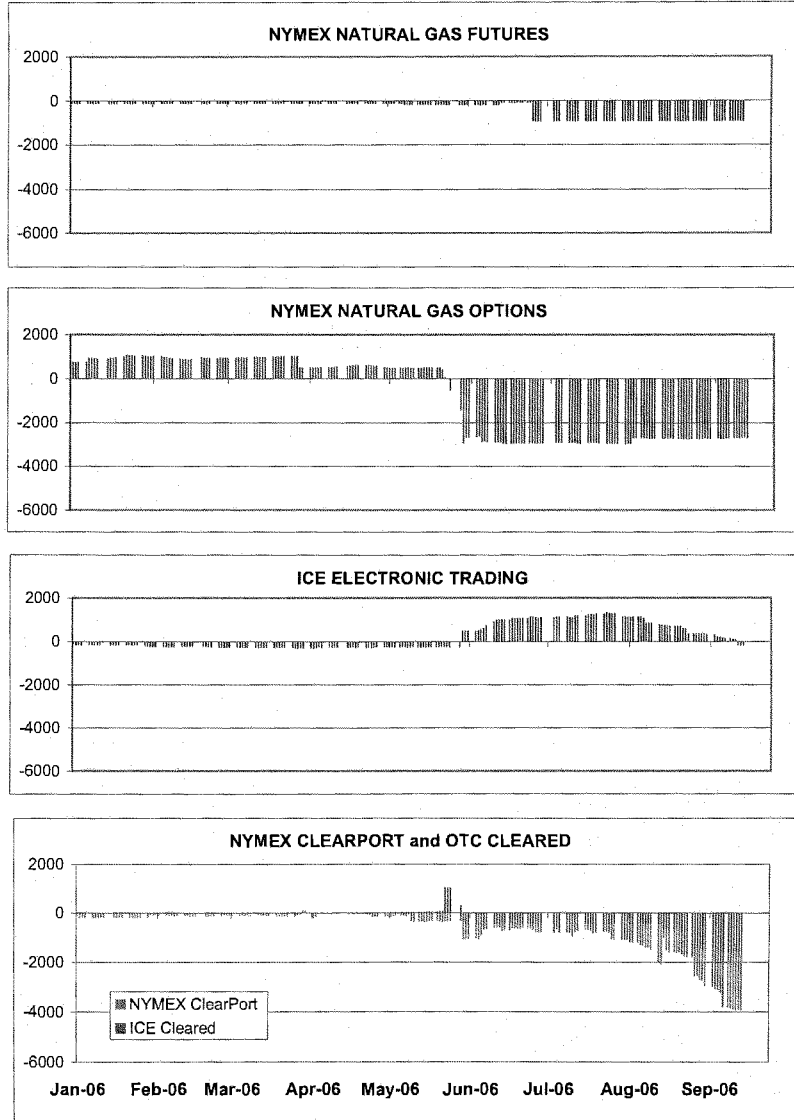 NYMEX NATURAL GAS FUTURES
2000
0
-2000
-4000
-6000
NYMEX NATURAL GAS OPTIONS
2000
0
-2000
-4000
-6000
ICE ELECTRONIC TRADING
2000
0
-2000
-4000
-6000
NYMEX CLEARPORT and OTC CLEARED
2000
0
-2000
-4000
-6000
NYMEX ClearPort
ICE Cleared
Jan-06 Feb-06 Mar-06 Apr-06 May-06 Jun-06 Jul-06 Aug-06 Sep-06